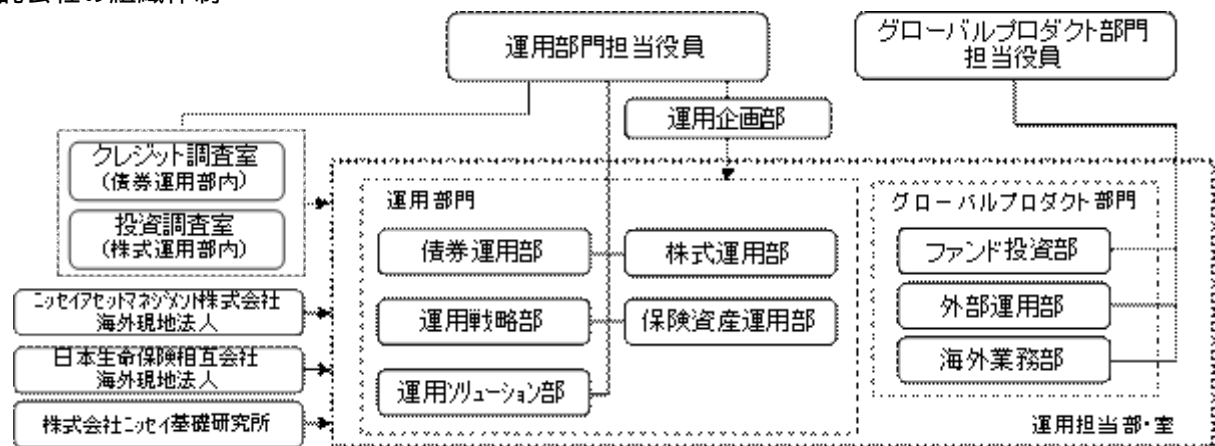 運用部門担当役員
グローバルプロダクト部門
担当役員
運用企画部
クレジット調査室
(債券運用部内)
投資調査室
(株式運用部内)
ニッセイアセットマネジメント株式会社
海外現地法人
日本生命保険相互会社
海外現地法人
株式会社ニッセイ基礎研究所
運用部門
債券運用部
株式運用部
運用戦略部
保険資産運用部
運用ソリューション部
グローバルプロダクト部門
ファンド投資部
外部運用部
海外業務部
運用担当部・室